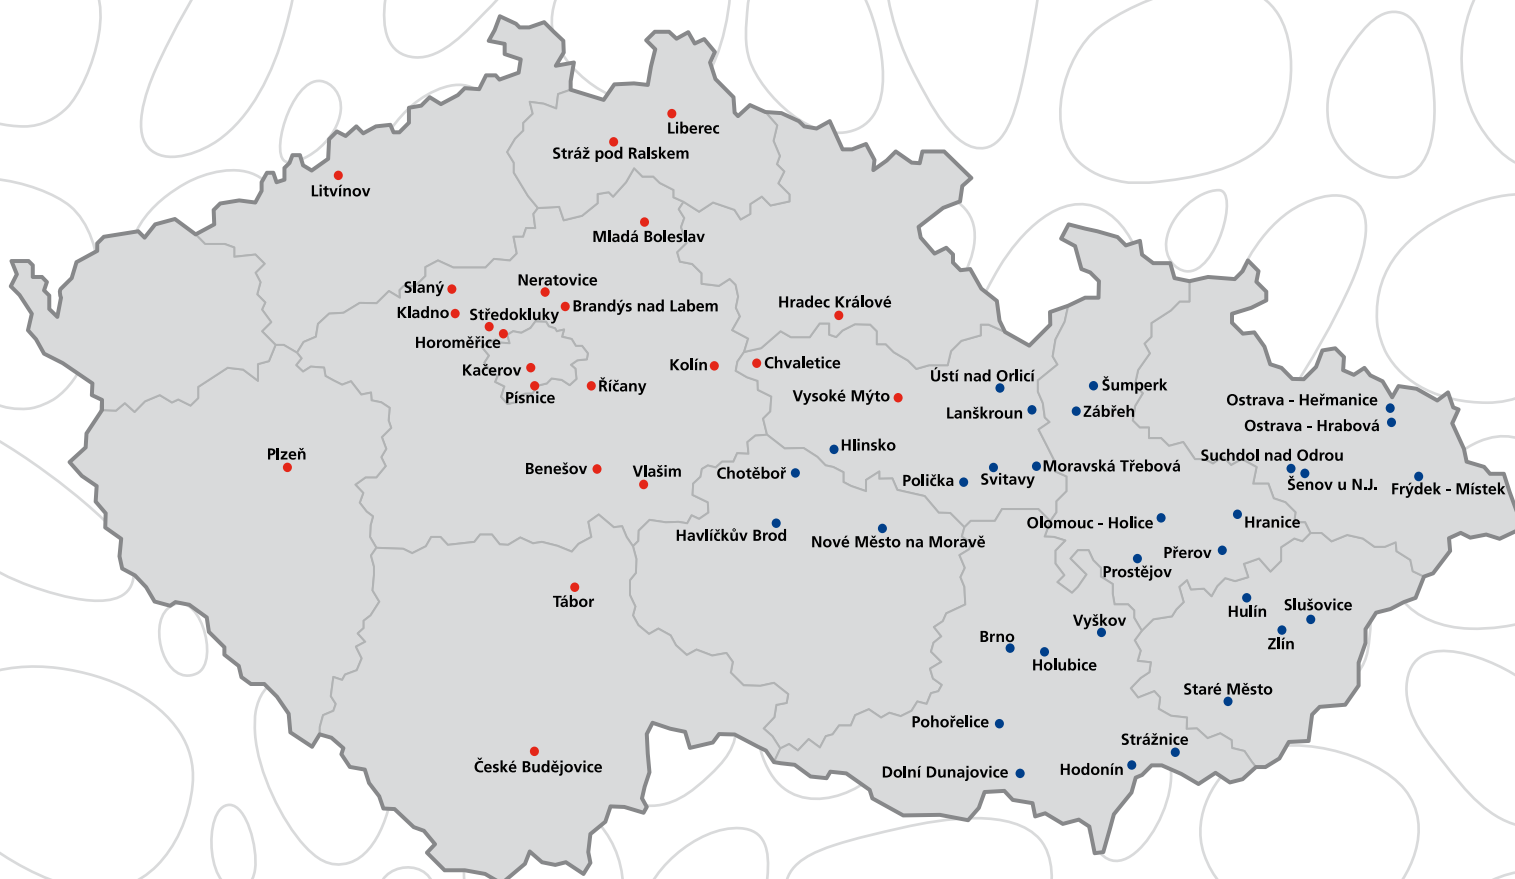 Liberec
Stráž pod Ralskem
Litvínov
Mladá Boleslav
Neratovice
Slaný
Brandýs nad Labem
Kladno
Středokluky
Hradec Králové
Horoměřice
Kačerov
Kolín
Chvaletice
Písnice
Říčany
Vysoké Mýto
Ústí nad Orlicí
Šumperk
Lanškroun
Zábřeh
Ostrava - Heřmanice
Ostrava - Hrabová
Plzeň
Benešov
Vlašim
Chotěboř
Hlinsko
Polička
Svitavy
Moravská Třebová
Suchdol nad Odrou
Šenov u N.J.
Frýdek - Místek
Havlíčkův Brod
Nové Město na Moravě
Olomouc - Holice
Hranice
Přerov
Prostějov
Tábor
Hulín
Slušovice
Vyškov
Brno
Zlín
Holubice
Staré Město
Pohořelice
Strážnice
České Budějovice
Dolní Dunajovice
Hodonín